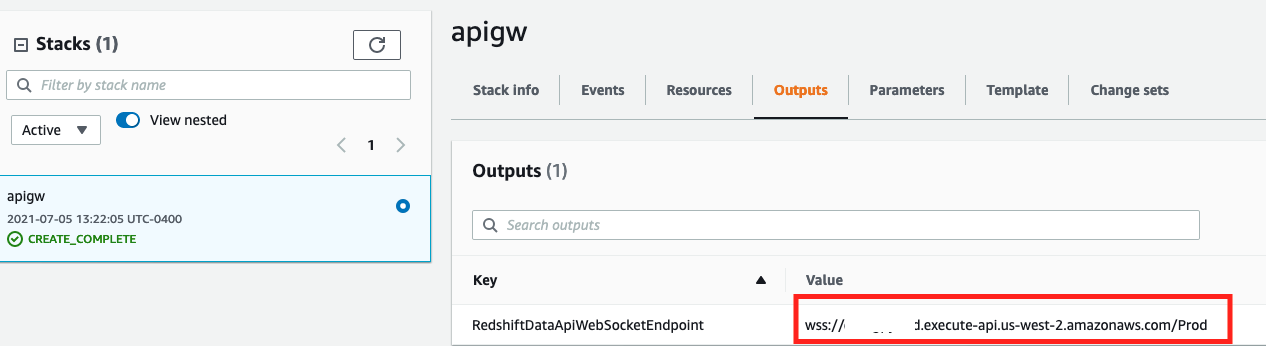 Stacks (1)
Filter by stack name
Active
View nested
1
apigw
2021-07-05 13:22:05 UTC-0400
CREATE_COMPLETE
apigw
Stack info
Events
Resources
Outputs
Parameters
Template
Change sets
Outputs (1)
Search outputs
Key
Value
RedshiftDataApiWebSocketEndpoint
wss:// d.execute-api.us-west-2.amazonaws.com/Prod